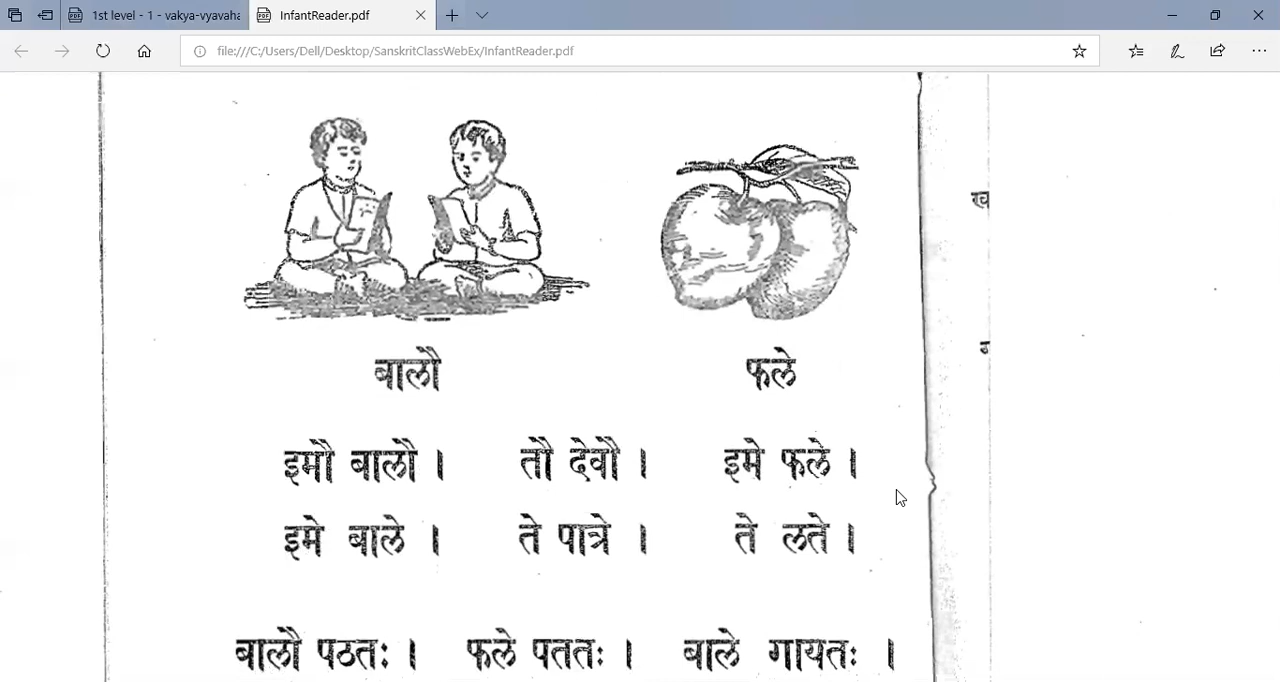 1st level - 1 - vakya-vyavaha InfantReader.pdf
file:///C:/Users/Dell/Desktop/SanskritClassWebEx/InfantReader.pdf
बालौ फले
इमौ बालौ । तौ देवौ । इमे फले ।
इमे बाले । ते पात्रे । ते लते ।
बालौ पठतः । फले पततः । बाले गायतः ।